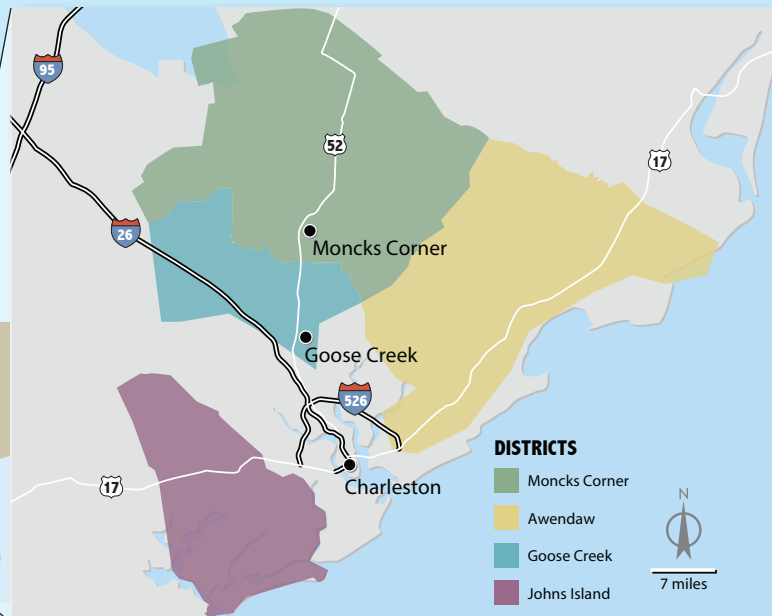 95
52
17
26
Moncks Corner
Goose Creek
526
17
Charleston
DISTRICTS
Moncks Corner
Awendaw
Goose Creek
Johns Island
N
7 miles